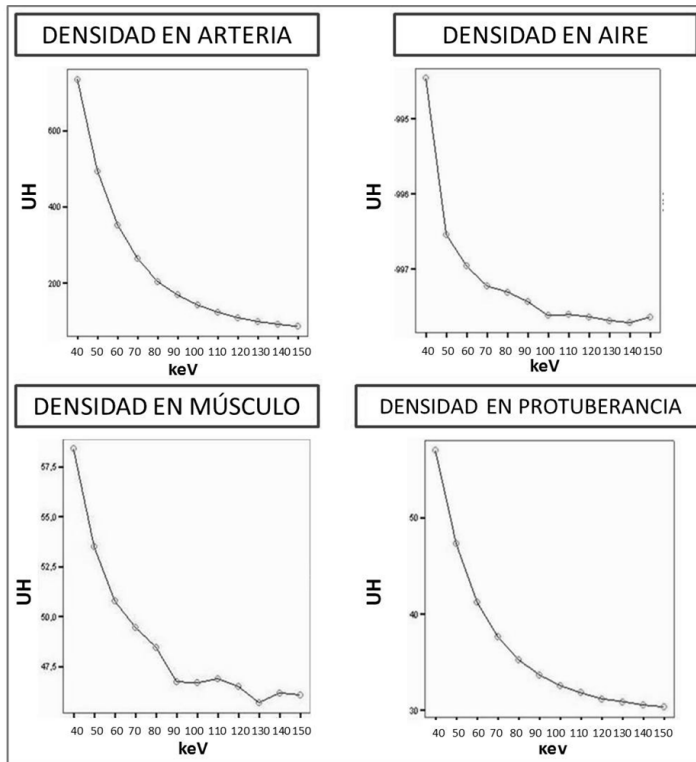 DENSIDAD EN ARTERIA
UH
600
400
200
40 50 60 70 80 90 100 110 120 130 140 150
keV
DENSIDAD EN AIRE
UH
-995
-996
-997
40 50 60 70 80 90 100 110 120 130 140 150
keV
DENSIDAD EN MÚSCULO
UH
57,5
55,0
52,5
50,0
47,5
40 50 60 70 80 90 100 110 120 130 140 150
keV
DENSIDAD EN PROTUBERANCIA
UH
50
40
30
40 50 60 70 80 90 100 110 120 130 140 150
keV